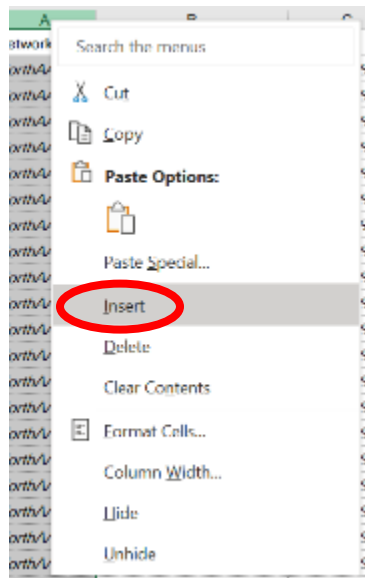 A B C
etwork
Search the menus
Cut
Copy
Paste Options:
Paste Special...
Insert
Delete
Clear Contents
Format Cells...
Column Width...
Hide
Unhide